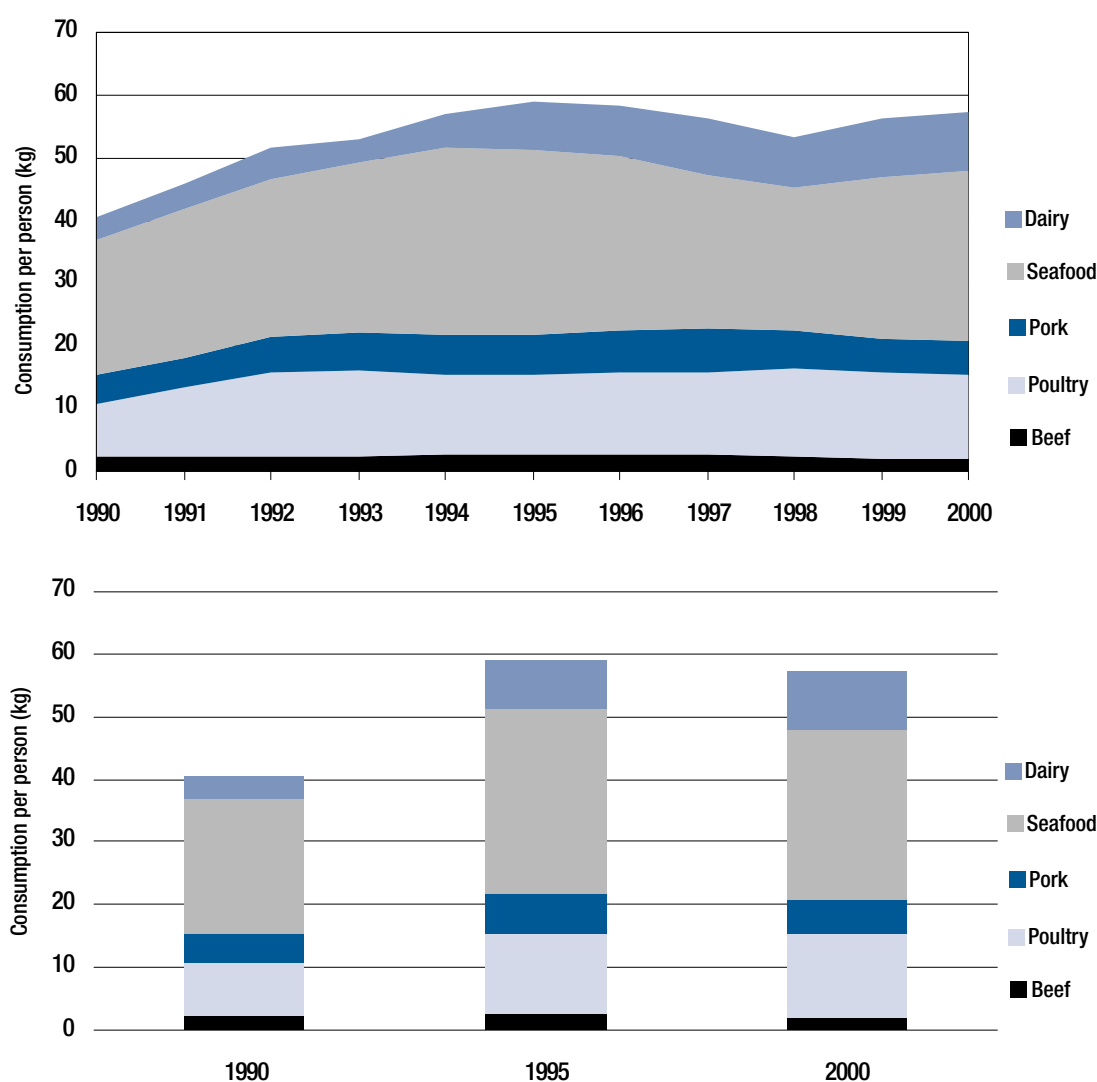 70
60
50
40
30
20
10
0
Consumption per person (kg)
1990 1991 1992 1993 1994 1995 1996 1997 1998 1999 2000
Dairy
Seafood
Pork
Poultry
Beef
70
60
50
40
30
20
10
0
Consumption per person (kg)
1990 1995 2000
Dairy
Seafood
Pork
Poultry
Beef